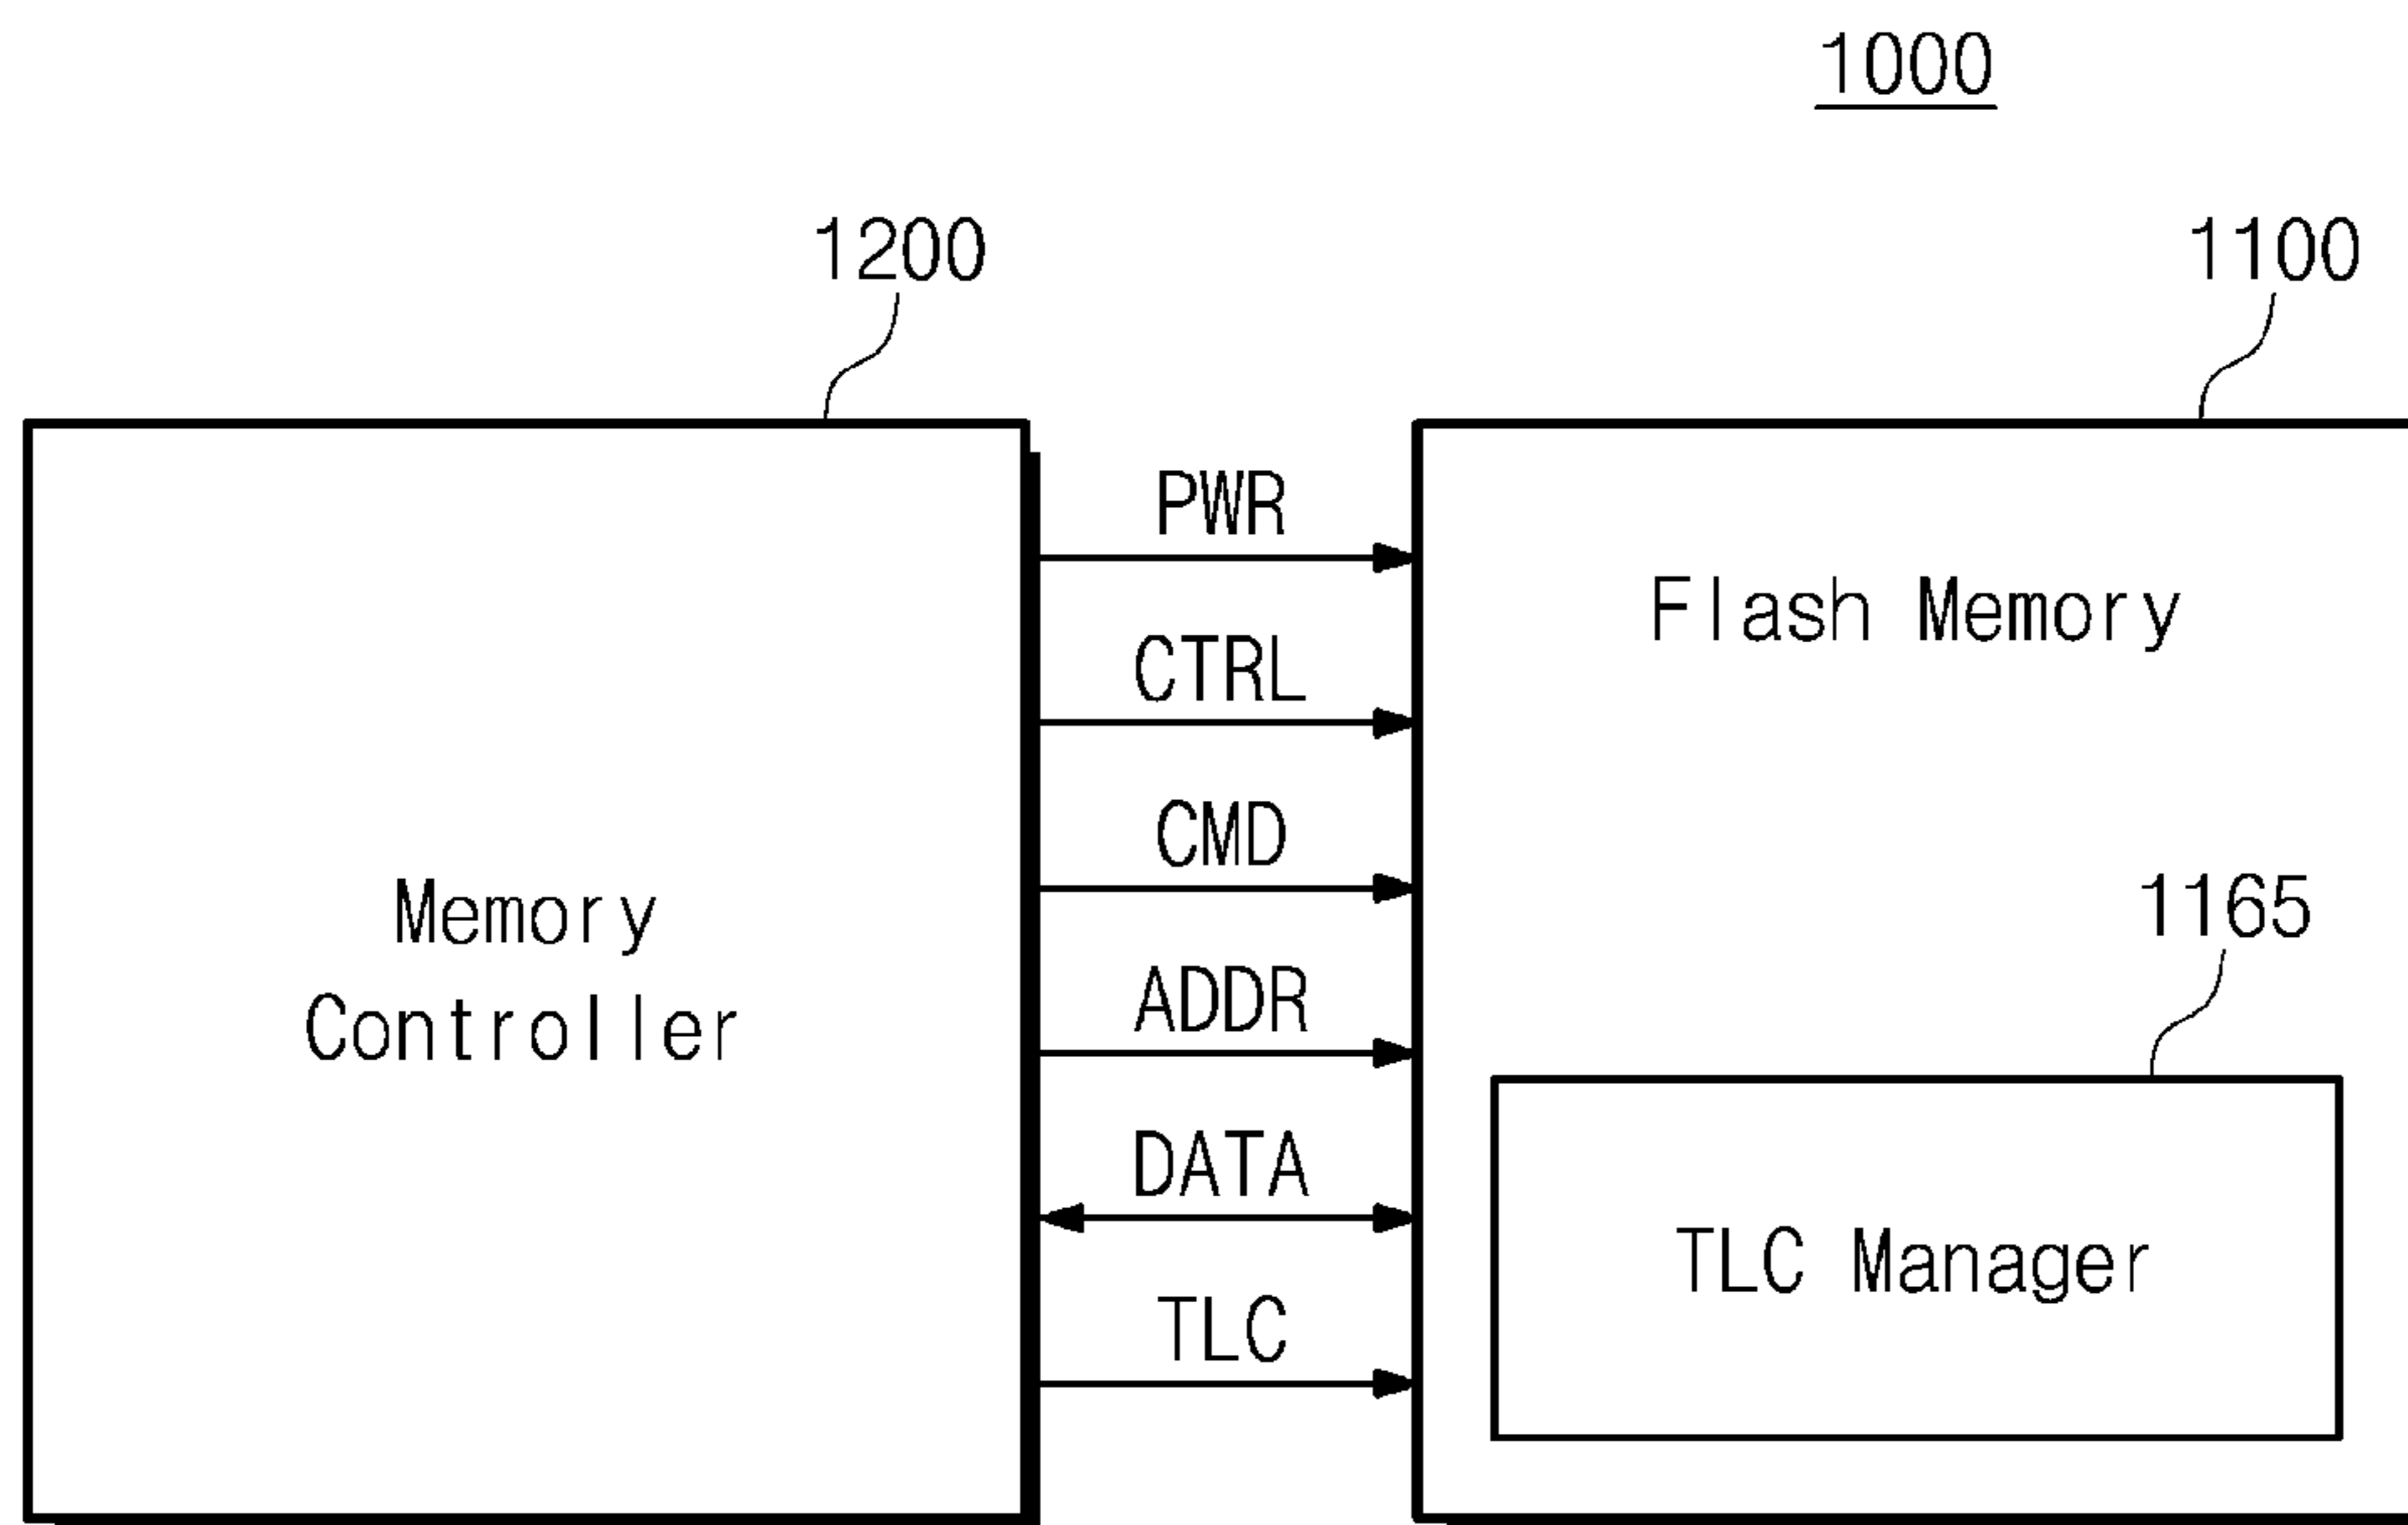 1000
1200
1100
PWR
Flash Memory
CTRL
CMD
Memory
Controller
1165
ADDR
DATA
TLC Manager
TLC